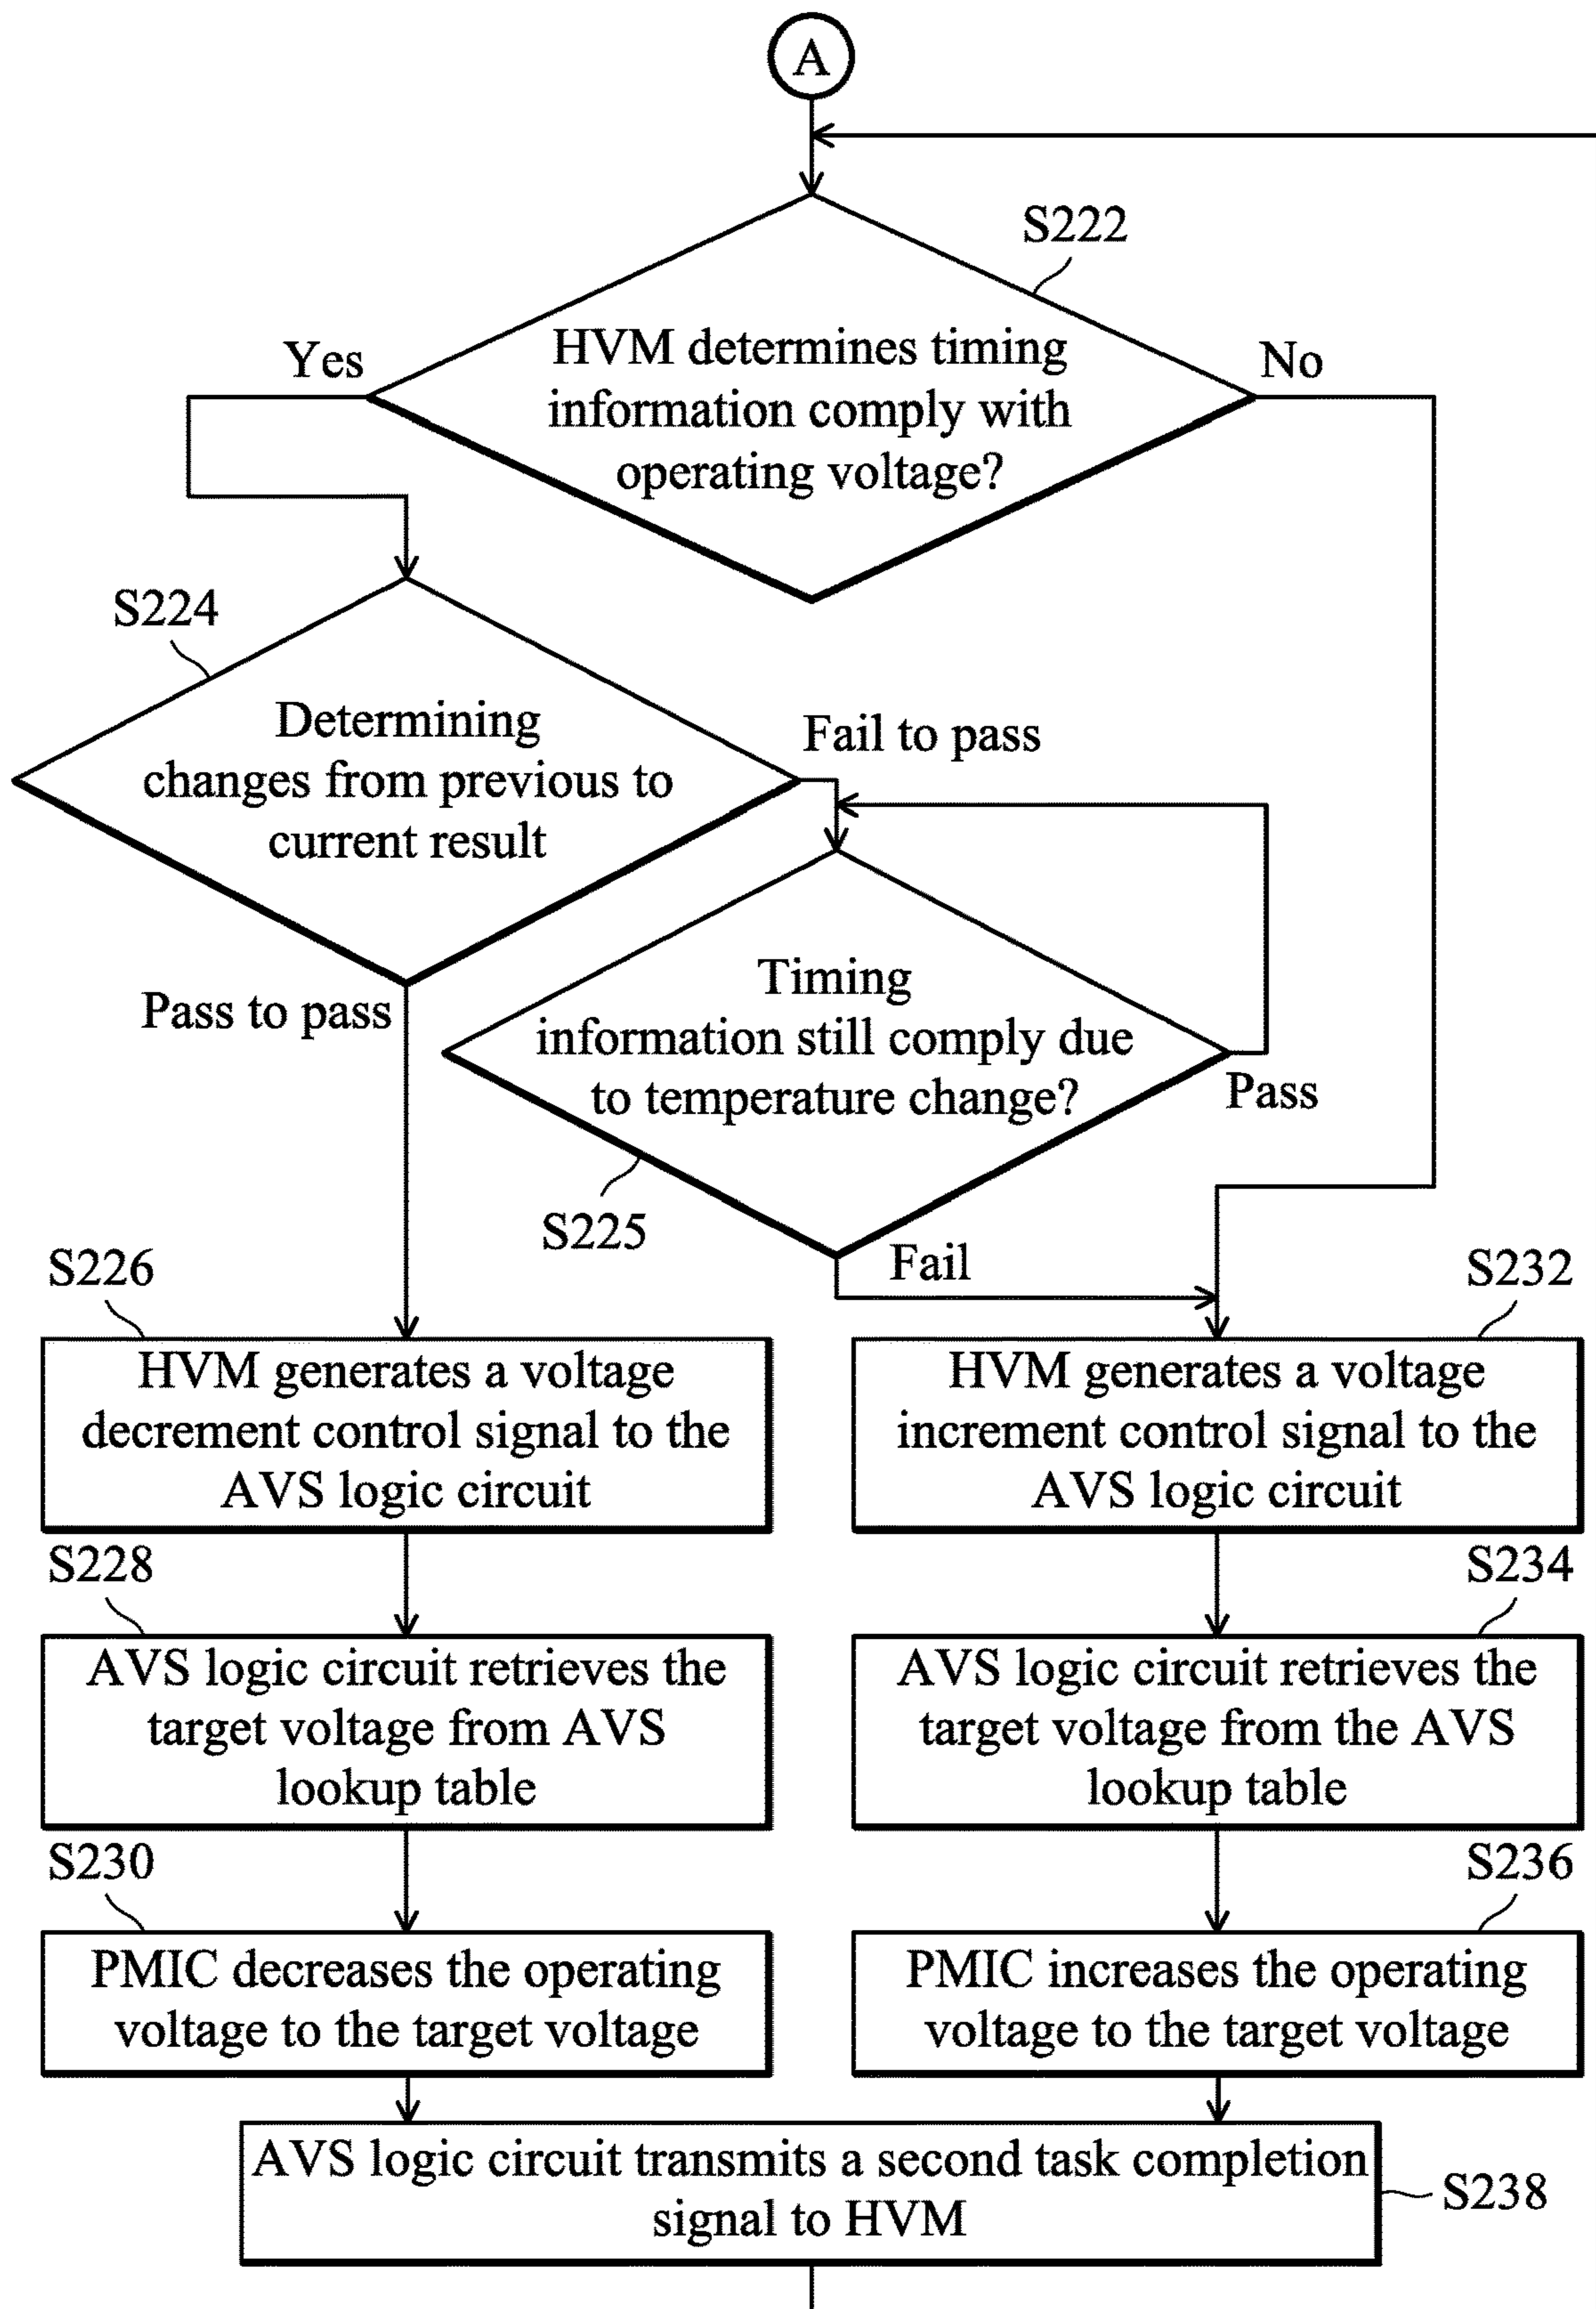 A
S222
HVM determines timing
information comply with
operating voltage?
Yes
No
S224
Determining
changes from previous to
current result
Fail to pass
Pass to pass
Timing
information still comply due
to temperature change?
Pass
S225
Fail
S226
HVM generates a voltage
decrement control signal to the
AVS logic circuit
S232
HVM generates a voltage
increment control signal to the
AVS logic circuit
S228
AVS logic circuit retrieves the
target voltage from AVS
lookup table
S234
AVS logic circuit retrieves the
target voltage from the AVS
lookup table
S230
PMIC decreases the operating
voltage to the target voltage
S236
PMIC increases the operating
voltage to the target voltage
AVS logic circuit transmits a second task completion
signal to HVM
S238